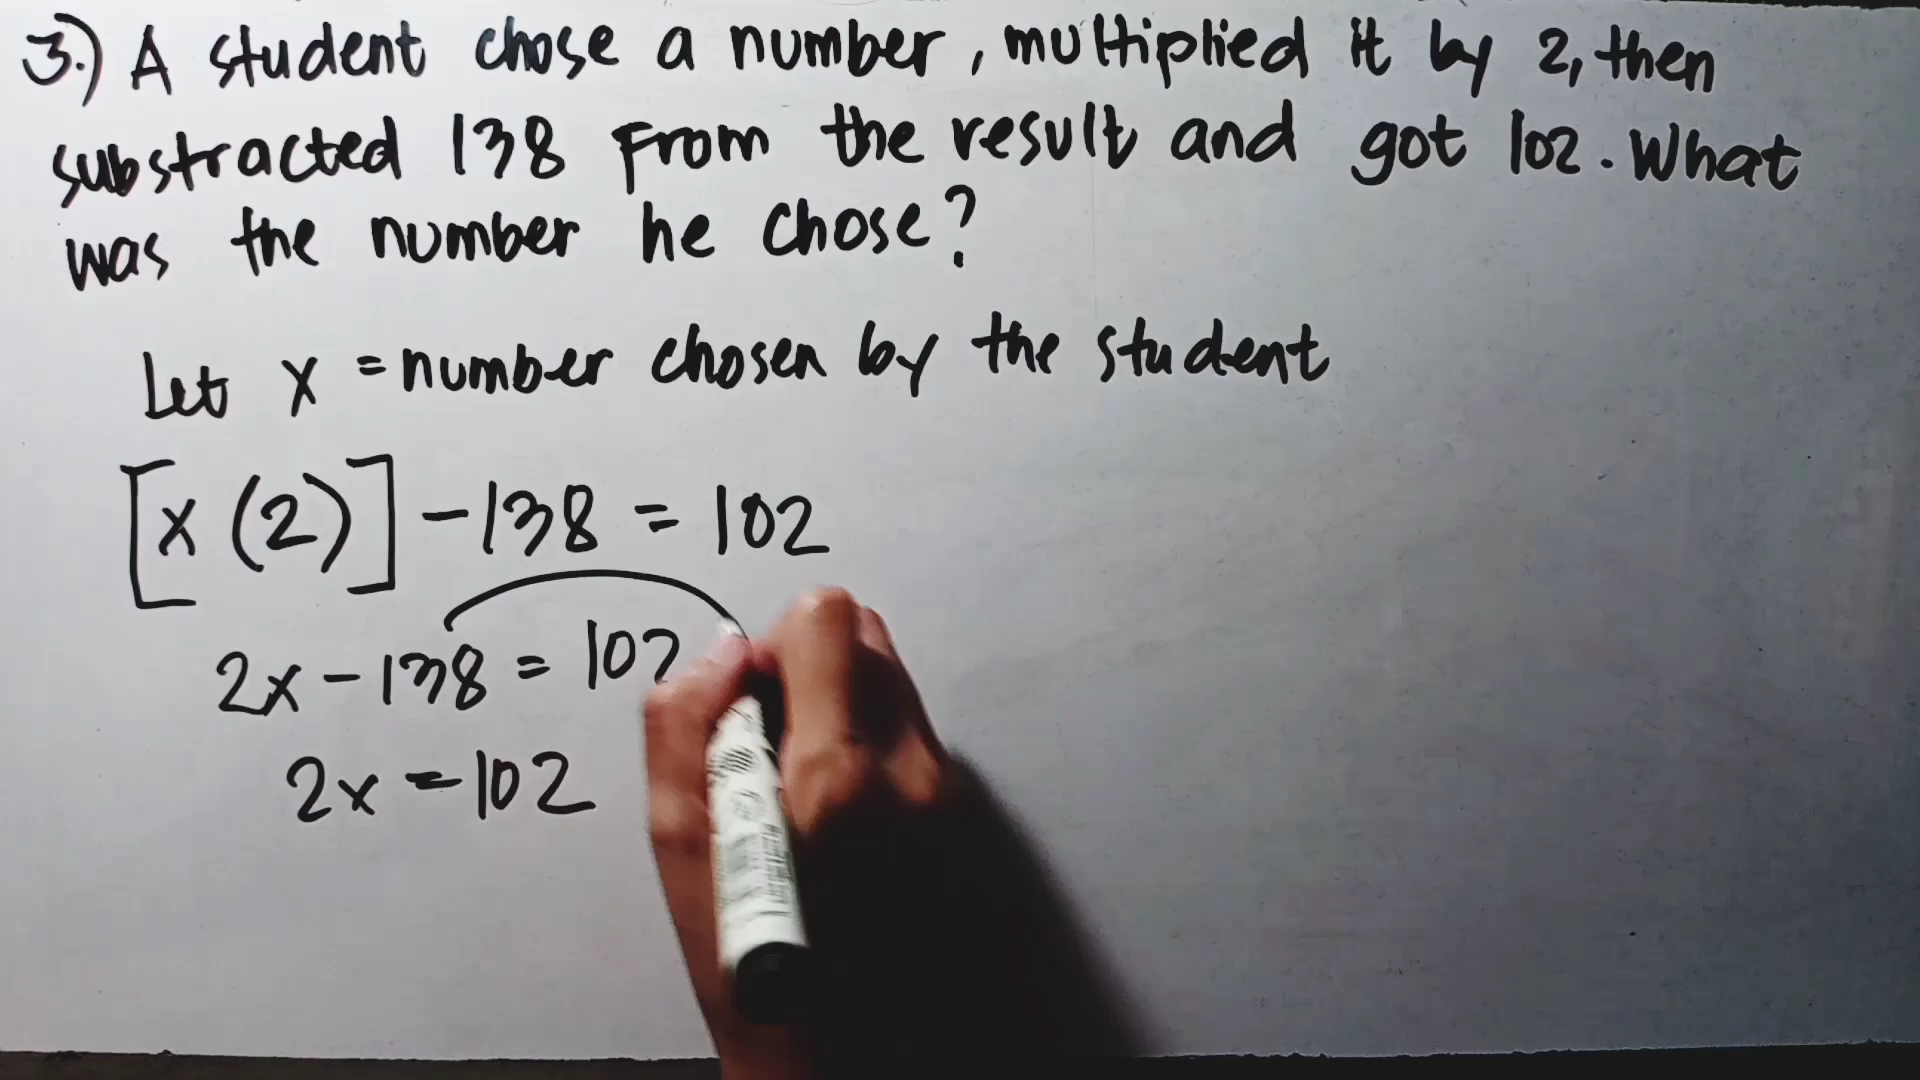 3.) A student chose a number, multiplied it by 2, then
substracted 138 From the result and got 102. What
was the number he chose?
Let x = number chosen by the student
[x (2)] - 138 = 102
2x - 138 = 102
2x = 102